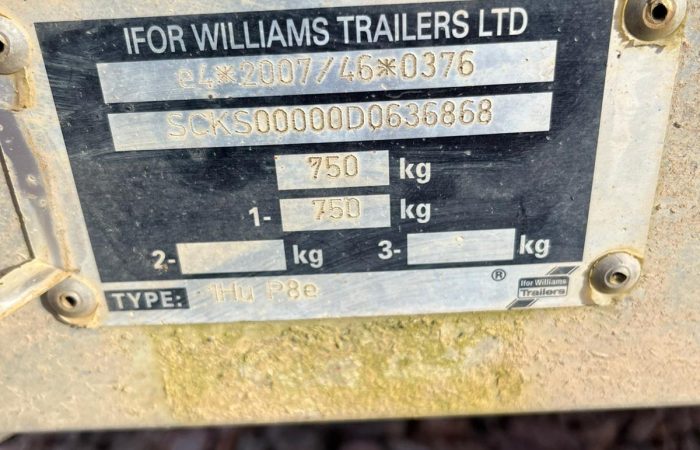 IFOR WILLIAMS TRAILERS LTD
e4*2007/46*0376
SCKS00000D0636868
750 kg
1- 750 kg
2- kg 3- kg
TYPE: 1Hu P8e ®
Ifor Williams
Trailers